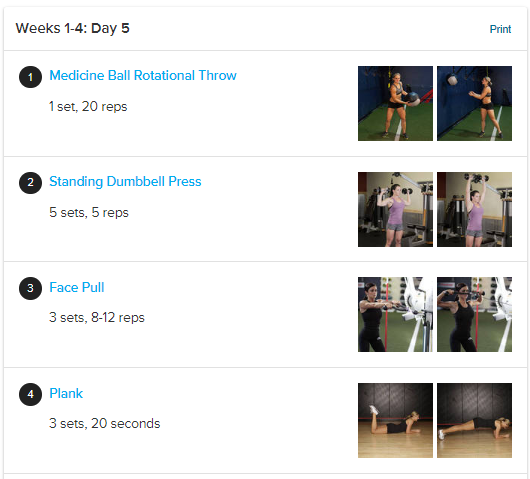 Weeks 1-4: Day 5
Print
1
Medicine Ball Rotational Throw
1 set, 20 reps
2
Standing Dumbbell Press
5 sets, 5 reps
3
Face Pull
3 sets, 8-12 reps
4
Plank
3 sets, 20 seconds